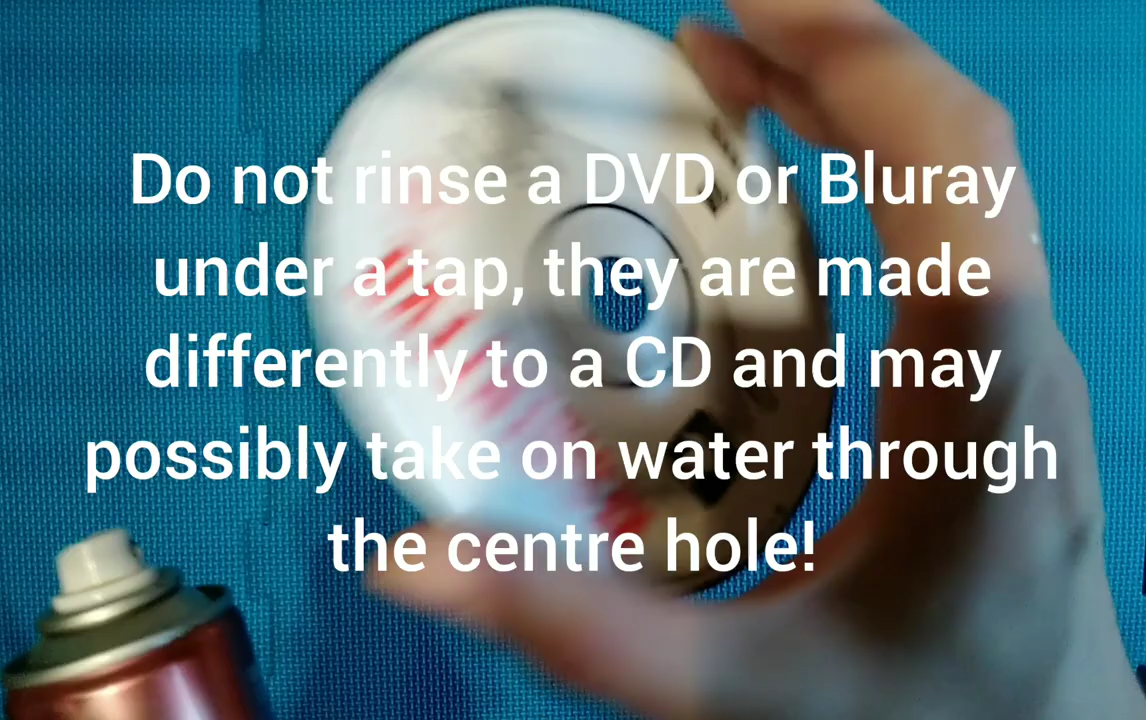 Do not rinse a DVD or Bluray
under a tap, they are made
differently to a CD and may
possibly take on water through
the centre hole!